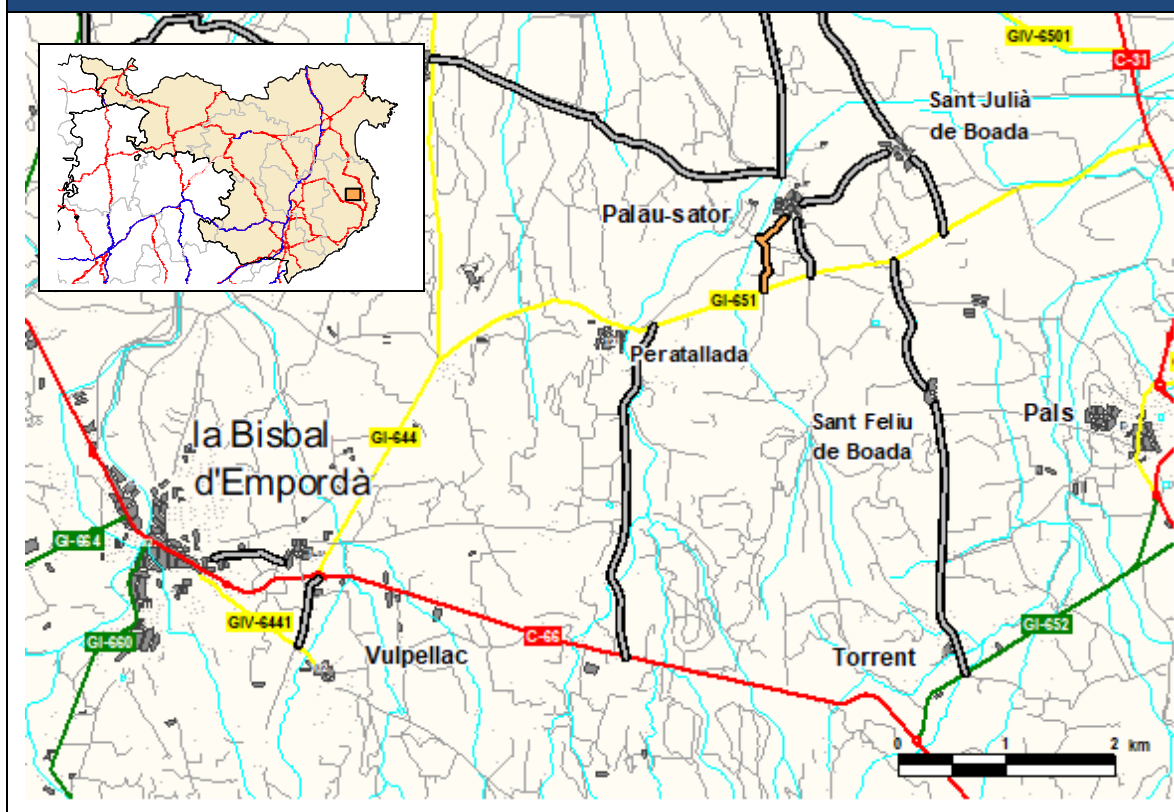 GIV-6501
C-31
Sant Julià
de Boada
Palau-sator
GI-651
Peratallada
Sant Feliu
de Boada
Pals
GI-644
la Bisbal
d'Empordà
GI-664
GI-660
GIV-6441
Vulpellac
C-66
Torrent
GI-652
0 1 2 km